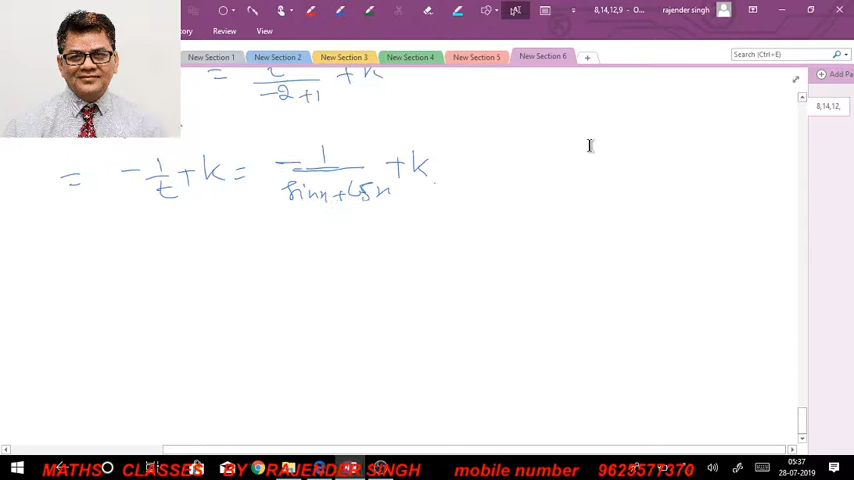 8,14,12,9 - O...
rajender singh
ory Review View
New Section 1 New Section 2 New Section 3 New Section 4 New Section 5 New Section 6 +
Search (Ctrl+E)
Add Pa
8,14,12,
= ─── + k
-2+1
= -1/t + k = -1/(sinx + cosx) + k.
05:37
MATHS CLASSES BY RAJENDER SINGH mobile number 9625577370
28-07-2019